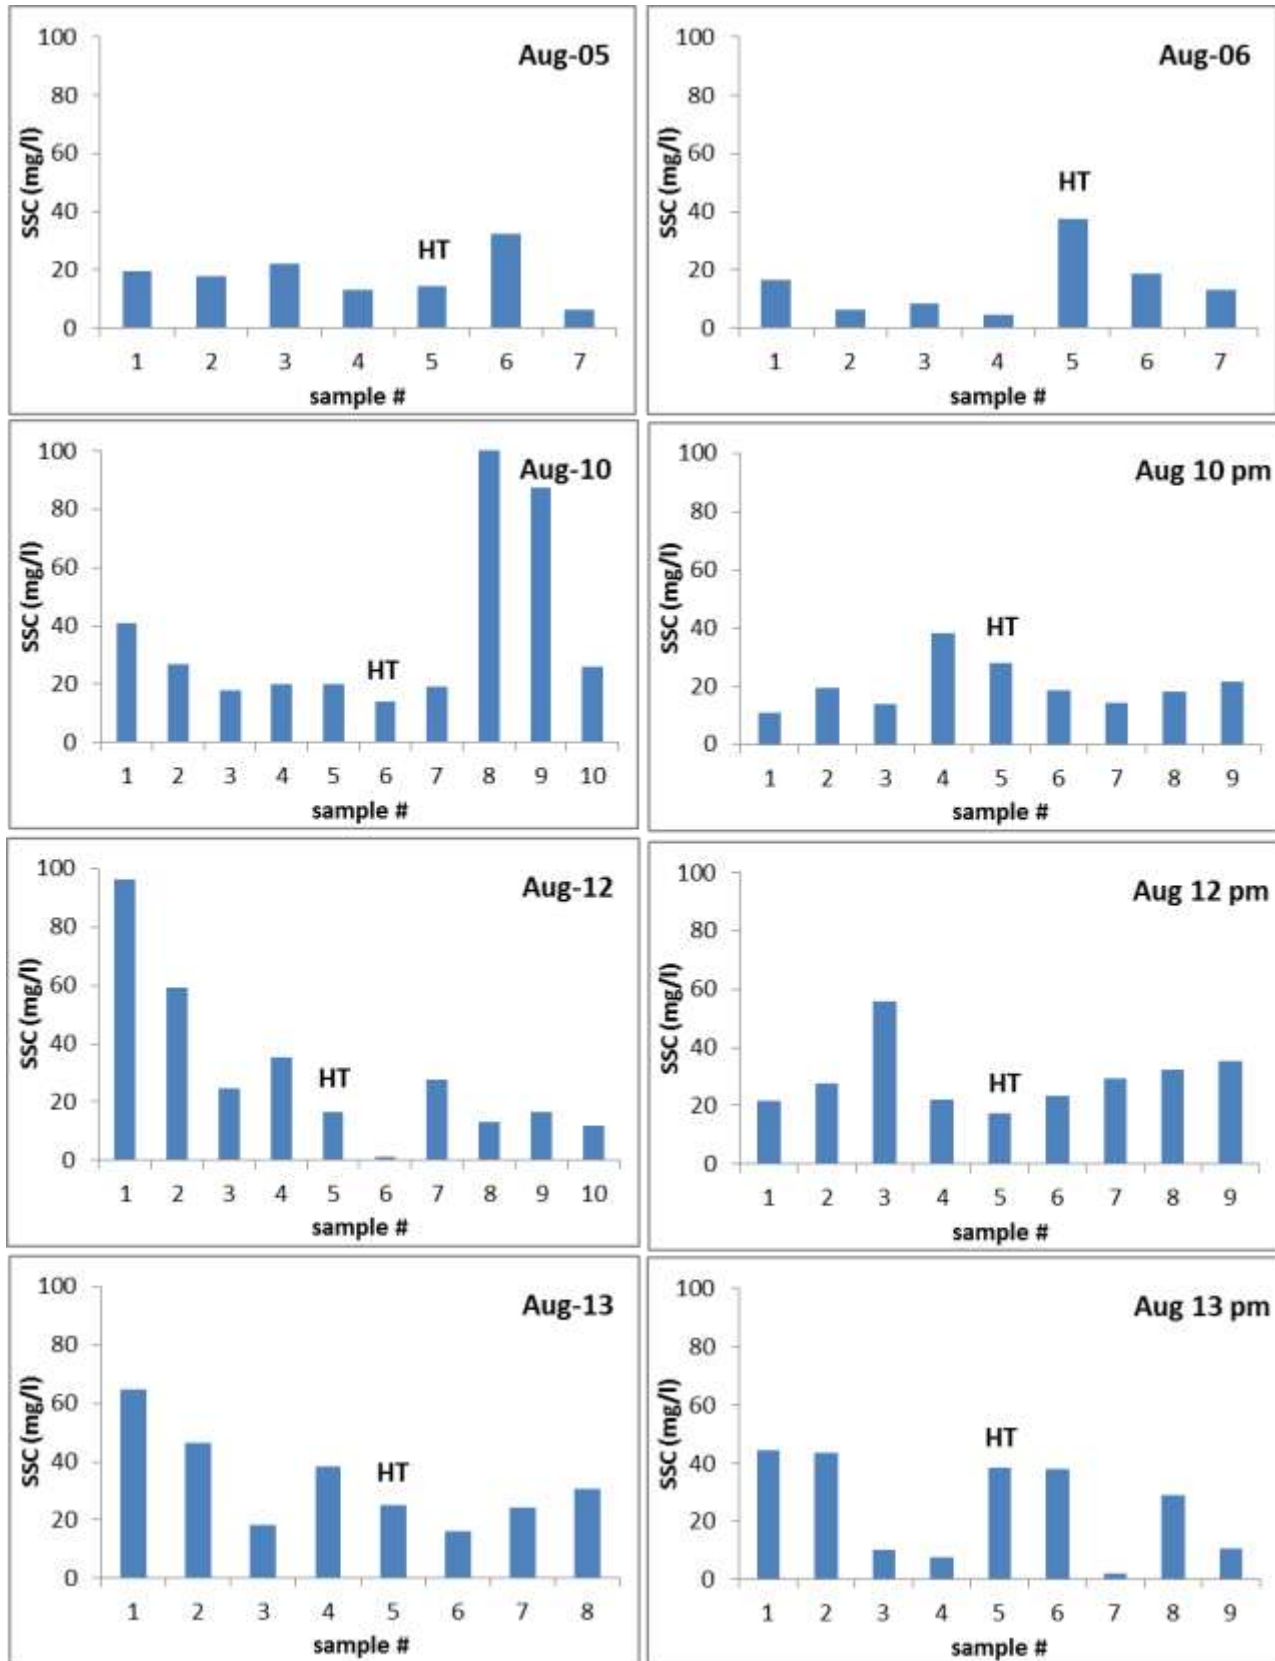 Aug-05
SSC (mg/l)
100
80
60
40
20
0
HT
1 2 3 4 5 6 7
sample #
Aug-06
SSC (mg/l)
100
80
60
40
20
0
HT
1 2 3 4 5 6 7
sample #
Aug-10
SSC (mg/l)
100
80
60
40
20
0
HT
1 2 3 4 5 6 7 8 9 10
sample #
Aug 10 pm
SSC (mg/l)
100
80
60
40
20
0
HT
1 2 3 4 5 6 7 8 9
sample #
Aug-12
SSC (mg/l)
100
80
60
40
20
0
HT
1 2 3 4 5 6 7 8 9 10
sample #
Aug 12 pm
SSC (mg/l)
100
80
60
40
20
0
HT
1 2 3 4 5 6 7 8 9
sample #
Aug-13
SSC (mg/l)
100
80
60
40
20
0
HT
1 2 3 4 5 6 7 8
sample #
Aug 13 pm
SSC (mg/l)
100
80
60
40
20
0
HT
1 2 3 4 5 6 7 8 9
sample #